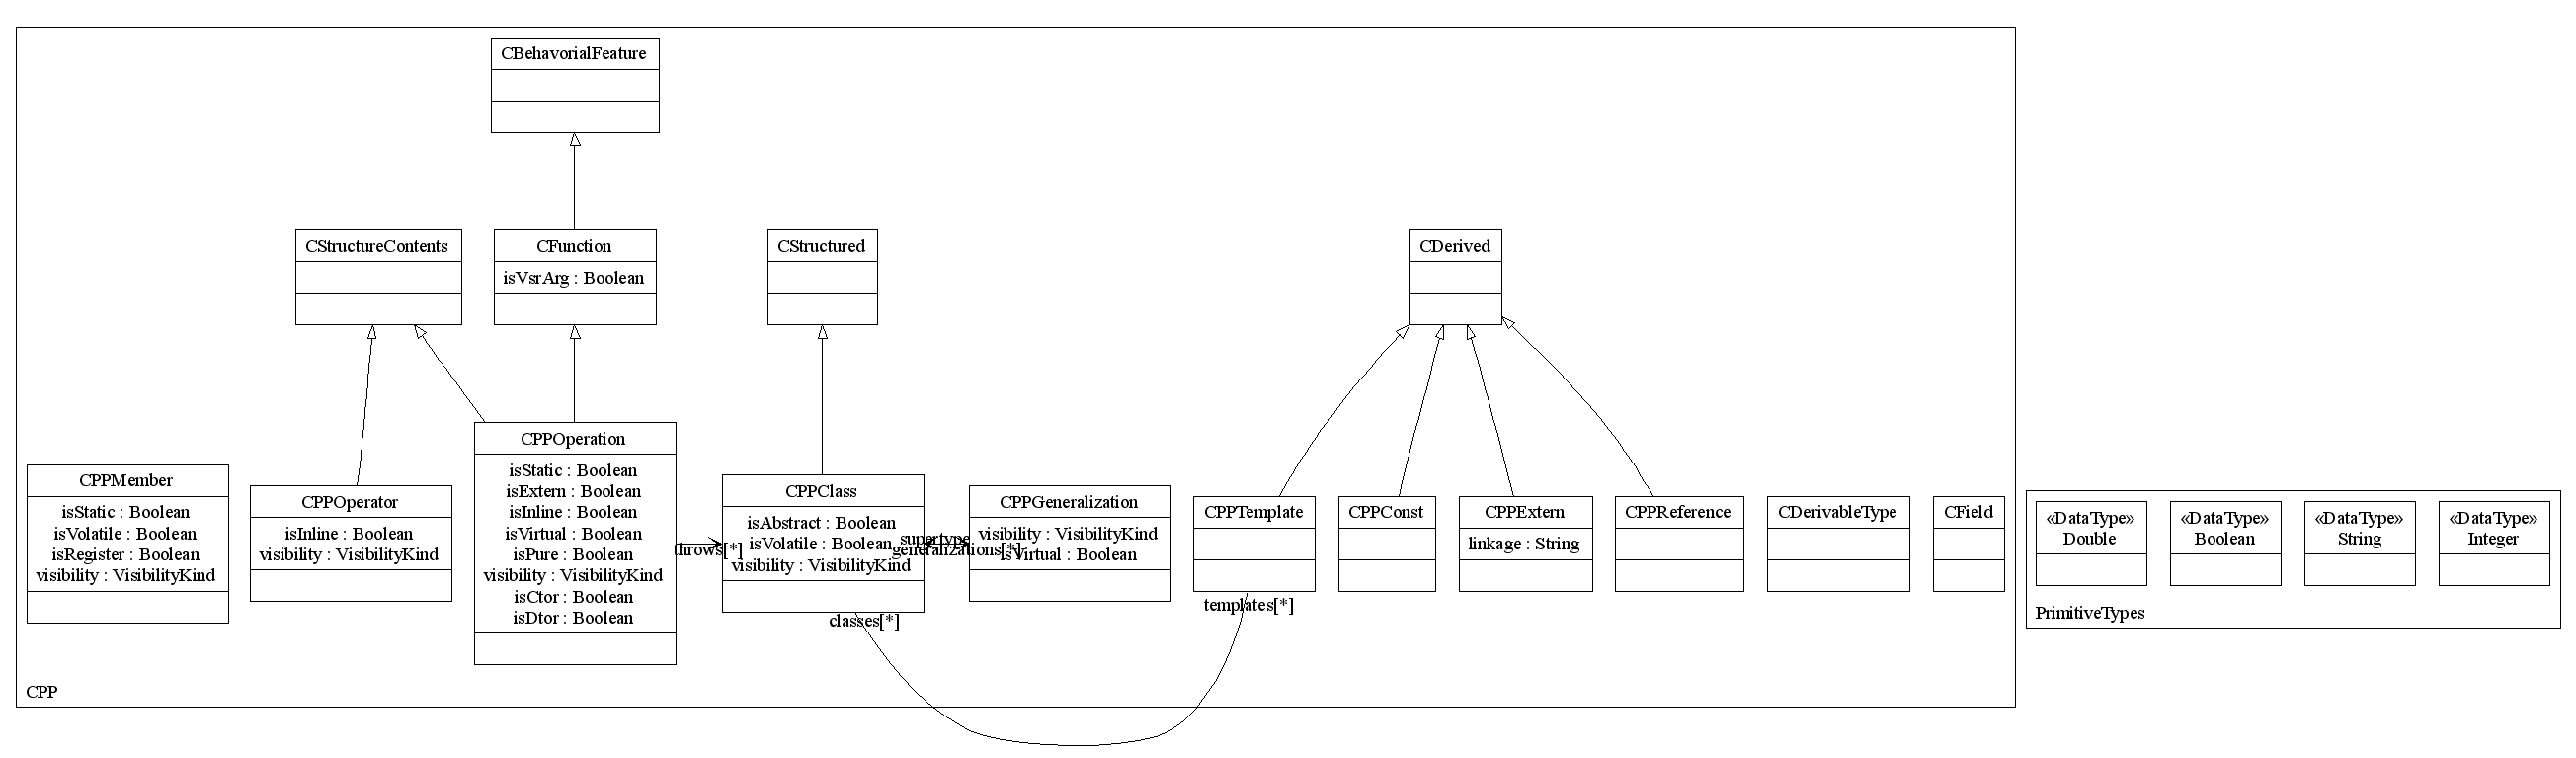 CBehavorialFeature
CStructureContents
CFunction
isVsrArg : Boolean
CStructured
CDerived
CPPMember
isStatic : Boolean
isVolatile : Boolean
isRegister : Boolean
visibility : VisibilityKind
CPPOperator
isInline : Boolean
visibility : VisibilityKind
CPPOperation
isStatic : Boolean
isExtern : Boolean
isInline : Boolean
isVirtual : Boolean
isPure : Boolean
visibility : VisibilityKind
isCtor : Boolean
isDtor : Boolean
throws[*]
CPPClass
isAbstract : Boolean
isVolatile : Boolean
visibility : VisibilityKind
classes[*]
supertype
generalizations[*]
CPPGeneralization
visibility : VisibilityKind
isVirtual : Boolean
CPPTemplate
templates[*]
CPPConst
CPPExtern
linkage : String
CPPReference
CDerivableType
CField
CPP
«DataType»
Double
«DataType»
Boolean
«DataType»
String
«DataType»
Integer
PrimitiveTypes